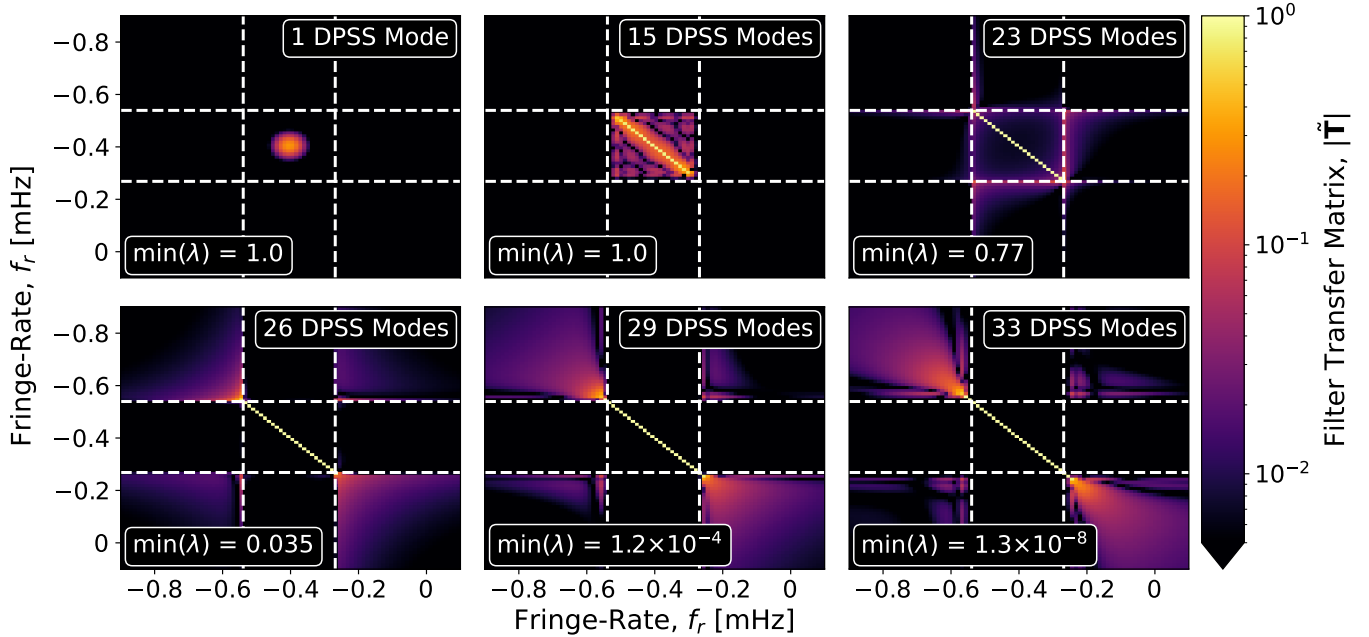 1 DPSS Mode
15 DPSS Modes
23 DPSS Modes
−0.8
−0.6
−0.4
−0.2
0
min(λ) = 1.0
min(λ) = 1.0
min(λ) = 0.77
26 DPSS Modes
29 DPSS Modes
33 DPSS Modes
−0.8
−0.6
−0.4
−0.2
0
min(λ) = 0.035
min(λ) = 1.2×10⁻⁴
min(λ) = 1.3×10⁻⁸
−0.8 −0.6 −0.4 −0.2 0
−0.8 −0.6 −0.4 −0.2 0
−0.8 −0.6 −0.4 −0.2 0
Fringe-Rate, fᵣ [mHz]
Fringe-Rate, fᵣ [mHz]
10⁰
10⁻¹
10⁻²
Filter Transfer Matrix, |T̃|